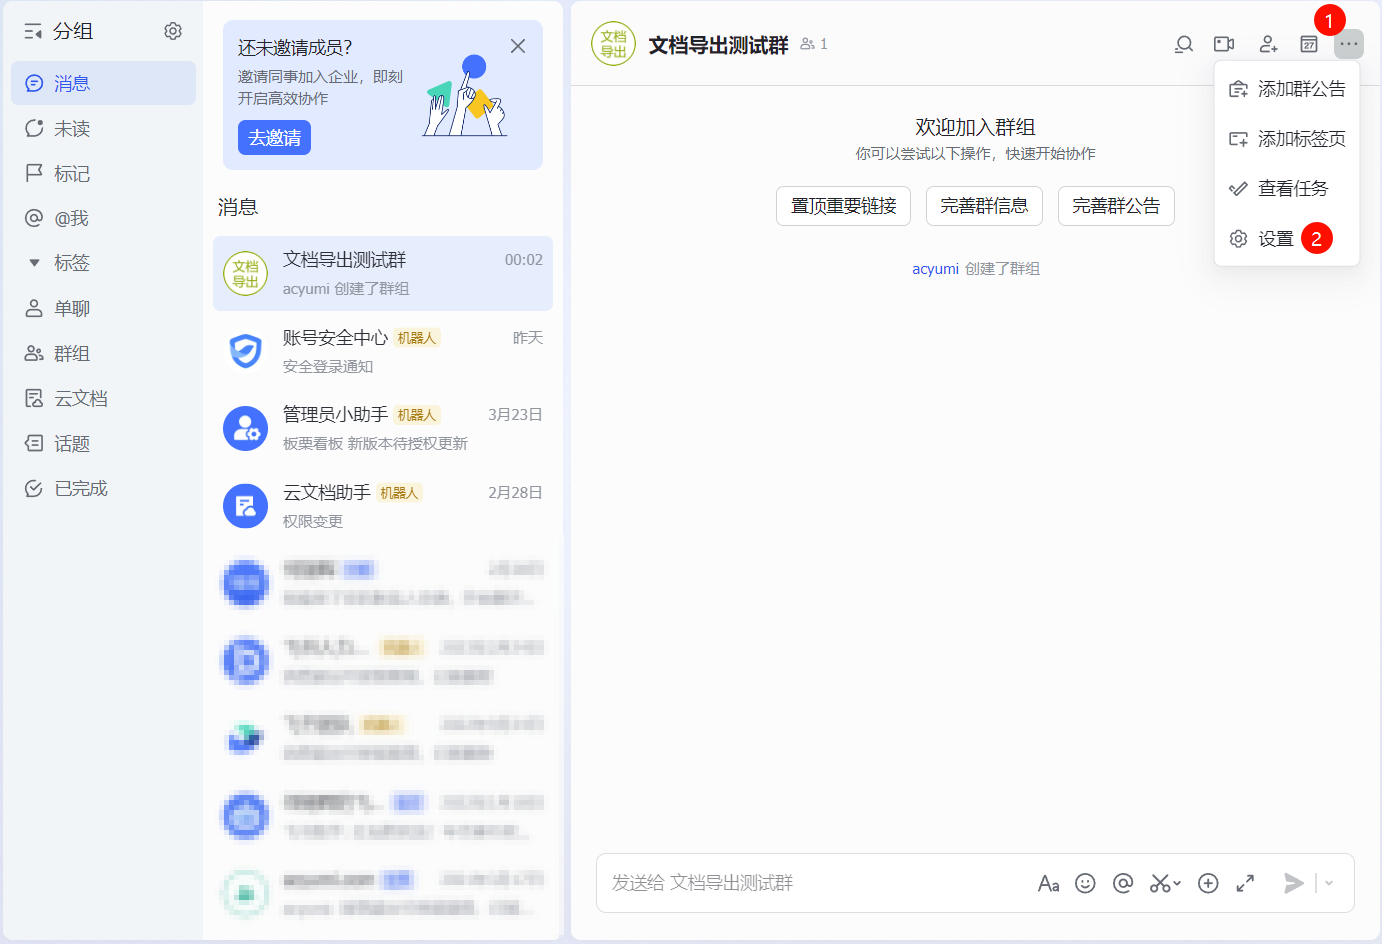 分组
消息
未读
标记
@我
标签
单聊
群组
云文档
话题
已完成
还未邀请成员?
邀请同事加入企业，即刻
开启高效协作
去邀请
消息
文档
导出
文档导出测试群
00:02
acyumi 创建了群组
账号安全中心 机器人
昨天
安全登录通知
管理员小助手 机器人
3月23日
板栗看板 新版本待授权更新
云文档助手 机器人
2月28日
权限变更
文档
导出
文档导出测试群
1
27
1
添加群公告
添加标签页
查看任务
设置 2
欢迎加入群组
你可以尝试以下操作，快速开始协作
置顶重要链接
完善群信息
完善群公告
acyumi 创建了群组
发送给 文档导出测试群
Aa